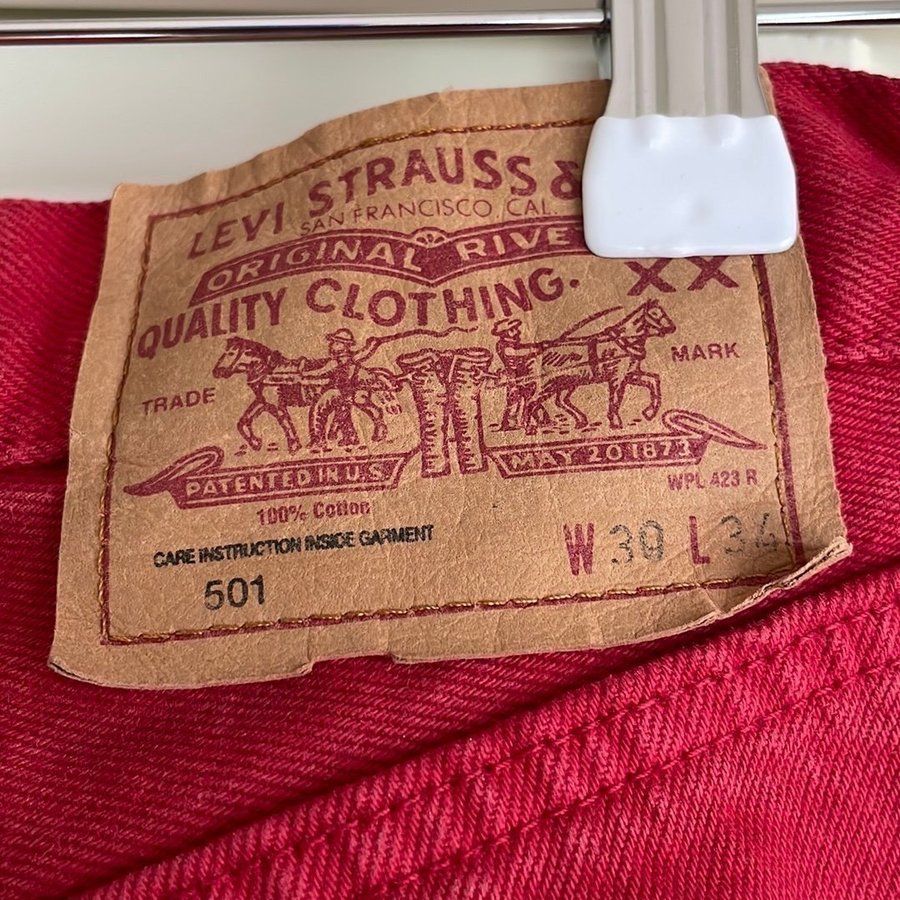 LEVI STRAUSS &
SAN FRANCISCO, CAL
ORIGINAL RIVE
QUALITY CLOTHING. XX
TRADE MARK
PATENTED IN U.S. MAY 20 1873
WPL 423 R
100% Cotton
CARE INSTRUCTION INSIDE GARMENT
501
W 30 L 34